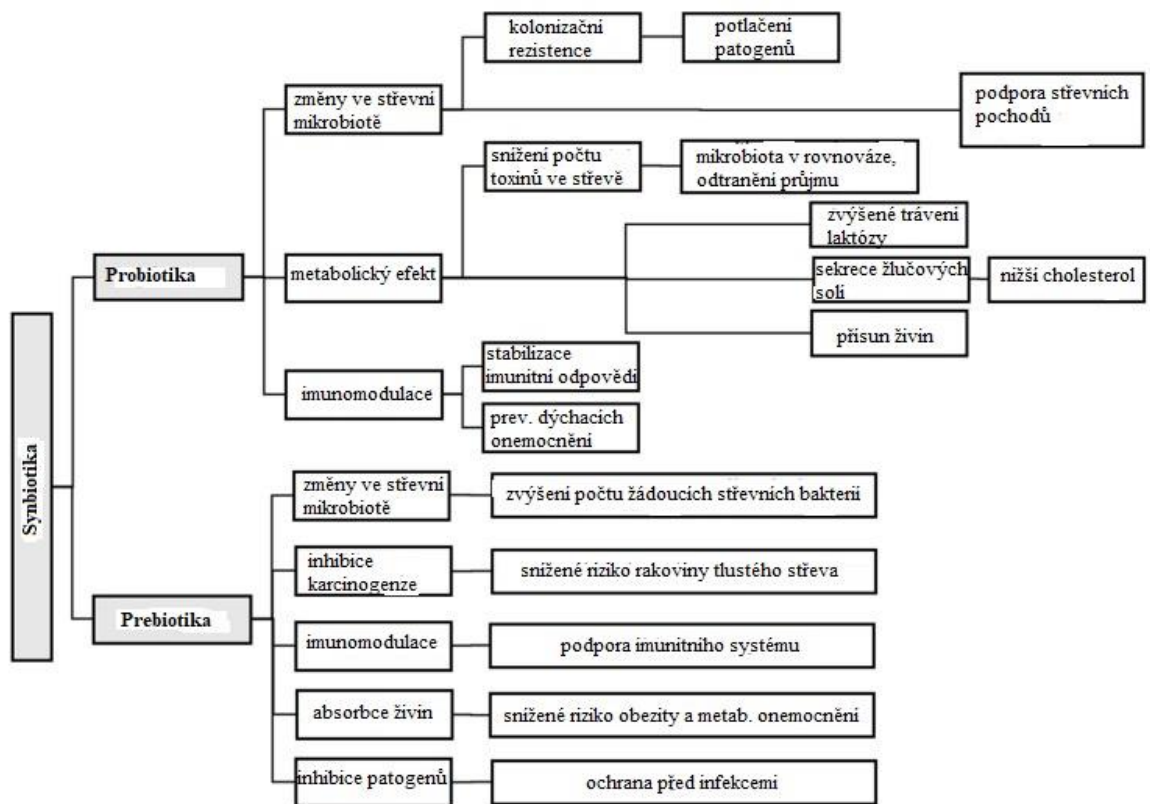 kolonizační
rezistence
potlačení
patogenů
změny ve střevní
mikrobiotě
podpora střevních
pochodů
snížení počtu
toxinů ve střevě
mikrobiota v rovnováze,
odtranění průjmu
zvýšené trávení
laktózy
Probiotika
metabolický efekt
sekrece žlučových
solí
nižší cholesterol
přísun živin
stabilizace
imunitní odpovědi
imunomodulace
prev. dýchacích
onemocnění
Synbiotika
změny ve střevní
mikrobiotě
zvýšení počtu žádoucích střevních bakterií
inhibice
karcinogenze
snížené riziko rakoviny tlustého střeva
Prebiotika
imunomodulace
podpora imunitního systému
absorbce živin
snížené riziko obezity a metab. onemocnění
inhibice patogenů
ochrana před infekcemi